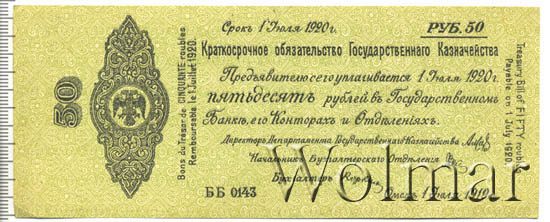 Срокъ 1 Июля 1920 г.
РУБ. 50
Краткосрочное обязательство Государственнаго Казначейства
Предъявителю сего уплачивается 1 Июля 1920 г.
пятьдесятъ рублей въ Государственномъ
Банкѣ, его Конторахъ и Отдѣленіяхъ.
Директоръ Департамента Государственнаго Казначейства
Начальникъ Бухгалтерскаго Отдѣленія
Бухгалтеръ
Омскъ, 1 Іюля 1919 г.
ББ 0143
50
Bons du Trésor de CINQUANTE roubles
Remboursable le 1 Juillet 1920.
Treasury Bill of FIFTY roubles
Payable on 1 July 1920
Wolmar